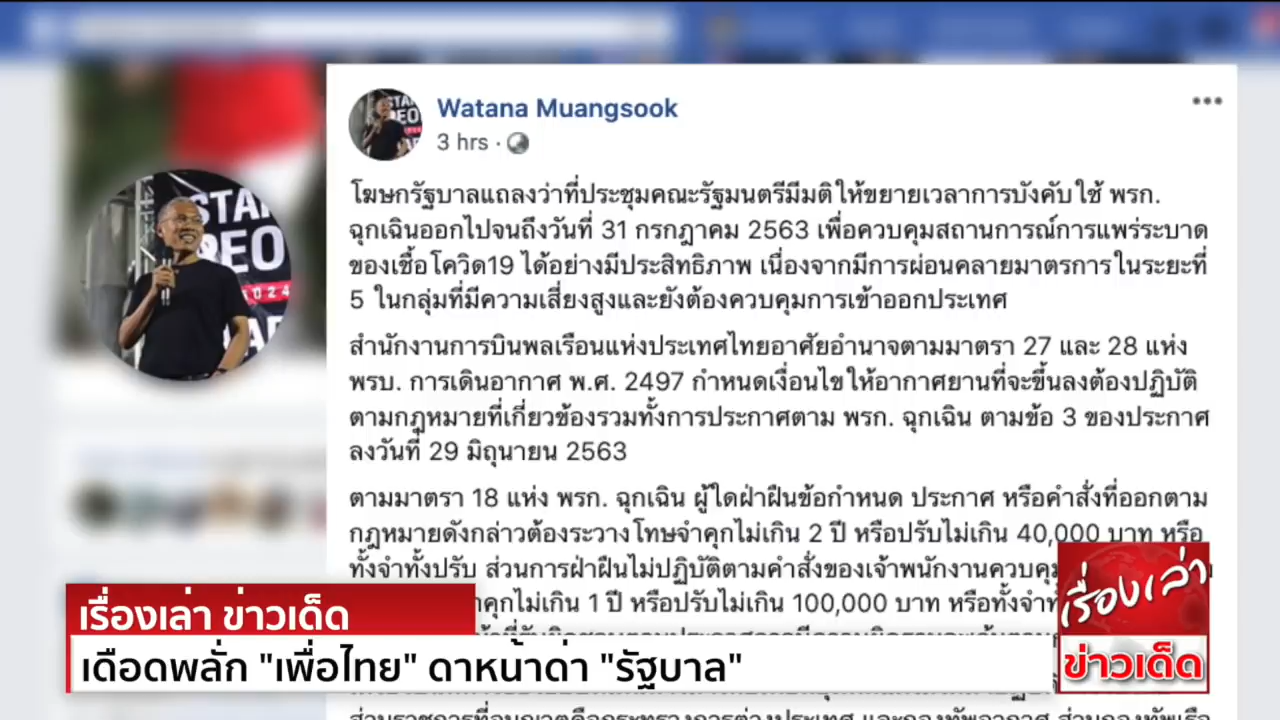 Watana Muangsook
3 hrs ·
โฆษกรัฐบาลแถลงว่าที่ประชุมคณะรัฐมนตรีมีมติให้ขยายเวลาการบังคับใช้ พรก.
ฉุกเฉินออกไปจนถึงวันที่ 31 กรกฎาคม 2563 เพื่อควบคุมสถานการณ์การแพร่ระบาด
ของเชื้อโควิด19 ได้อย่างมีประสิทธิภาพ เนื่องจากมีการผ่อนคลายมาตรการในระยะที่
5 ในกลุ่มที่มีความเสี่ยงสูงและยังต้องควบคุมการเข้าออกประเทศ
สำนักงานการบินพลเรือนแห่งประเทศไทยอาศัยอำนาจตามมาตรา 27 และ 28 แห่ง
พรบ. การเดินอากาศ พ.ศ. 2497 กำหนดเงื่อนไขให้อากาศยานที่จะขึ้นลงต้องปฏิบัติ
ตามกฎหมายที่เกี่ยวข้องรวมทั้งการประกาศตาม พรก. ฉุกเฉิน ตามข้อ 3 ของประกาศ
ลงวันที่ 29 มิถุนายน 2563
ตามมาตรา 18 แห่ง พรก. ฉุกเฉิน ผู้ใดฝ่าฝืนข้อกำหนด ประกาศ หรือคำสั่งที่ออกตาม
กฎหมายดังกล่าวต้องระวางโทษจำคุกไม่เกิน 2 ปี หรือปรับไม่เกิน 40,000 บาท หรือ
ทั้งจำทั้งปรับ ส่วนการฝ่าฝืนไม่ปฏิบัติตามคำสั่งของเจ้าพนักงานควบคุม
คุกไม่เกิน 1 ปี หรือปรับไม่เกิน 100,000 บาท หรือทั้งจำ
เรื่องเล่า ข่าวเด็ด
เดือดพลั่ก "เพื่อไทย" ดาหน้าด่า "รัฐบาล"
เรื่องเล่า
ข่าวเด็ด